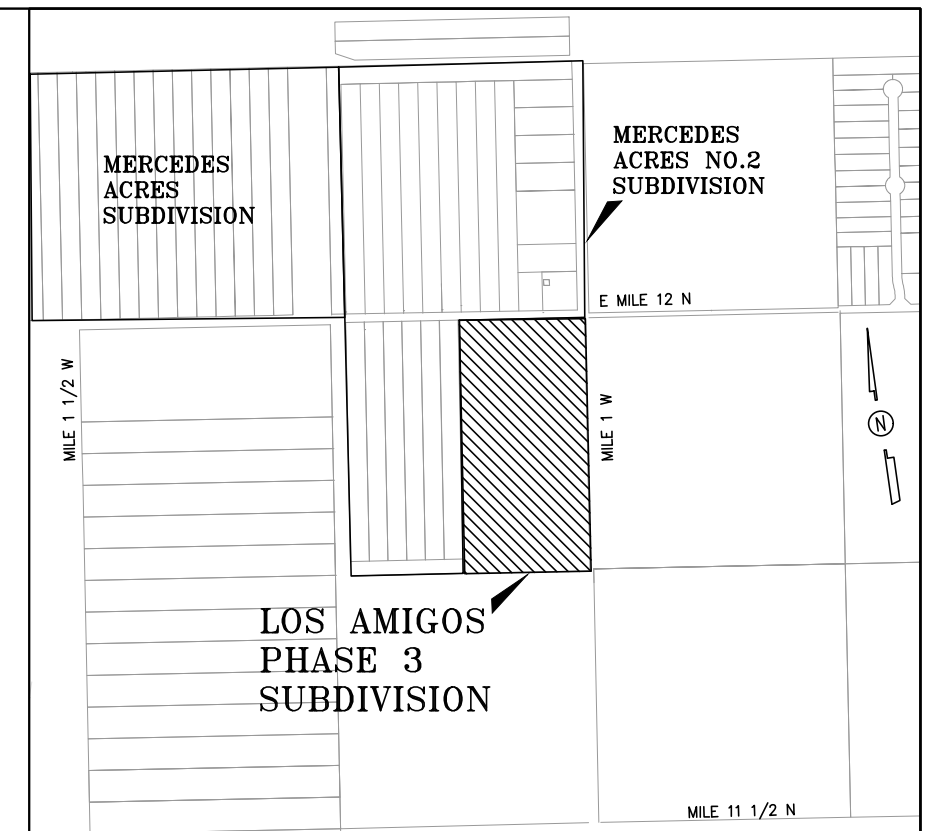 MERCEDES
ACRES
SUBDIVISION
MERCEDES
ACRES NO.2
SUBDIVISION
E MILE 12 N
MILE 1 1/2 W
MILE 1 W
N
LOS AMIGOS
PHASE 3
SUBDIVISION
MILE 11 1/2 N